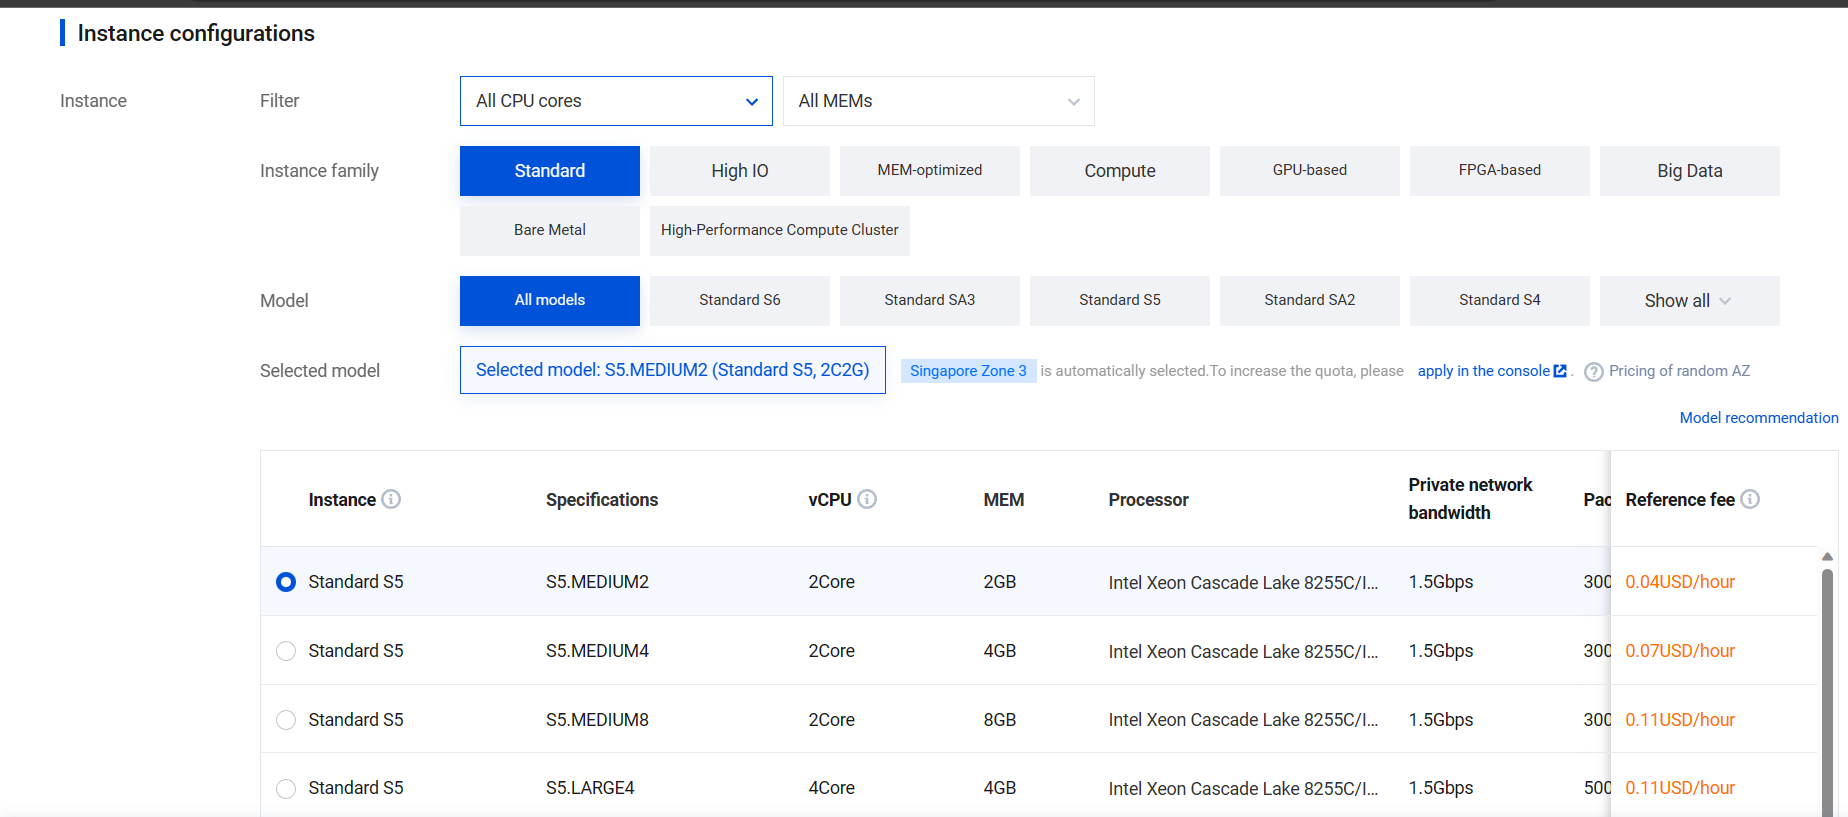 Instance configurations
Instance
Filter
All CPU cores
All MEMs
Instance family
Standard
High IO
MEM-optimized
Compute
GPU-based
FPGA-based
Big Data
Bare Metal
High-Performance Compute Cluster
Model
All models
Standard S6
Standard SA3
Standard S5
Standard SA2
Standard S4
Show all
Selected model
Selected model: S5.MEDIUM2 (Standard S5, 2C2G)
Singapore Zone 3 is automatically selected.To increase the quota, please apply in the console . Pricing of random AZ
Model recommendation
Instance Specifications vCPU MEM Processor Private network bandwidth Pac Reference fee
Standard S5 S5.MEDIUM2 2Core 2GB Intel Xeon Cascade Lake 8255C/I... 1.5Gbps 300 0.04USD/hour
Standard S5 S5.MEDIUM4 2Core 4GB Intel Xeon Cascade Lake 8255C/I... 1.5Gbps 300 0.07USD/hour
Standard S5 S5.MEDIUM8 2Core 8GB Intel Xeon Cascade Lake 8255C/I... 1.5Gbps 300 0.11USD/hour
Standard S5 S5.LARGE4 4Core 4GB Intel Xeon Cascade Lake 8255C/I... 1.5Gbps 500 0.11USD/hour